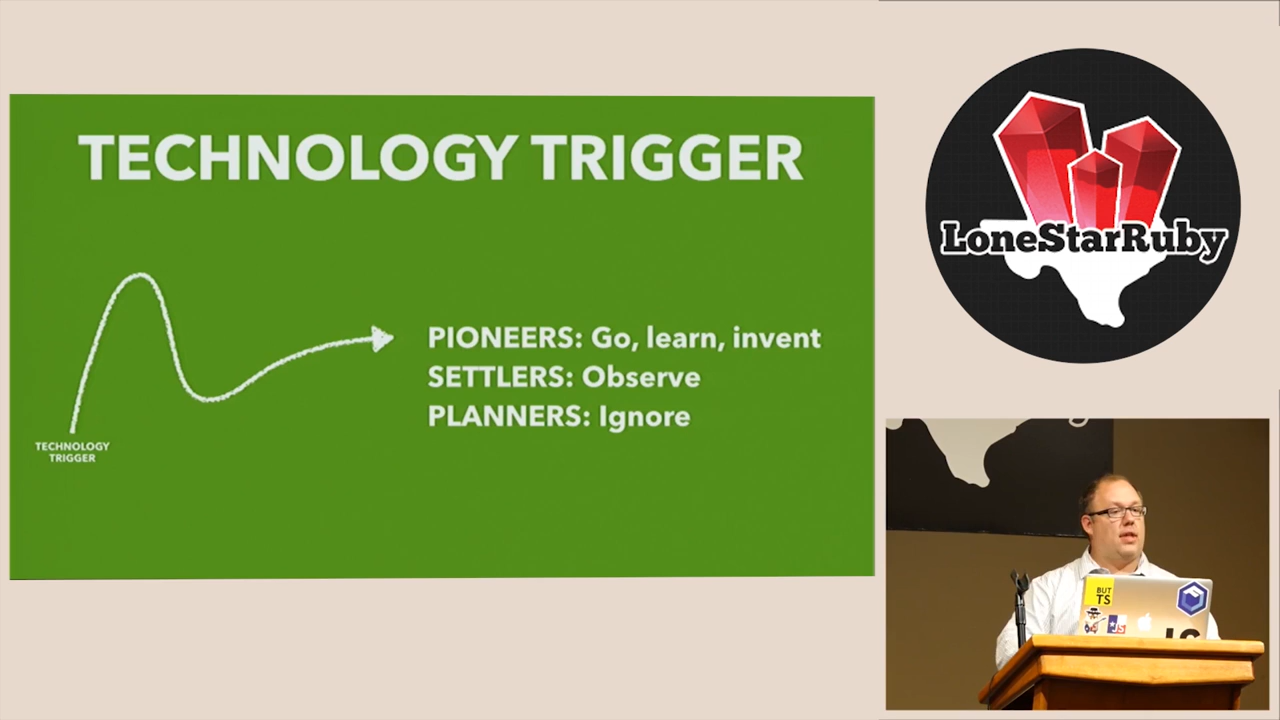 TECHNOLOGY TRIGGER
PIONEERS: Go, learn, invent
SETTLERS: Observe
PLANNERS: Ignore
TECHNOLOGY
TRIGGER
LoneStarRuby
BUT
TS
JS